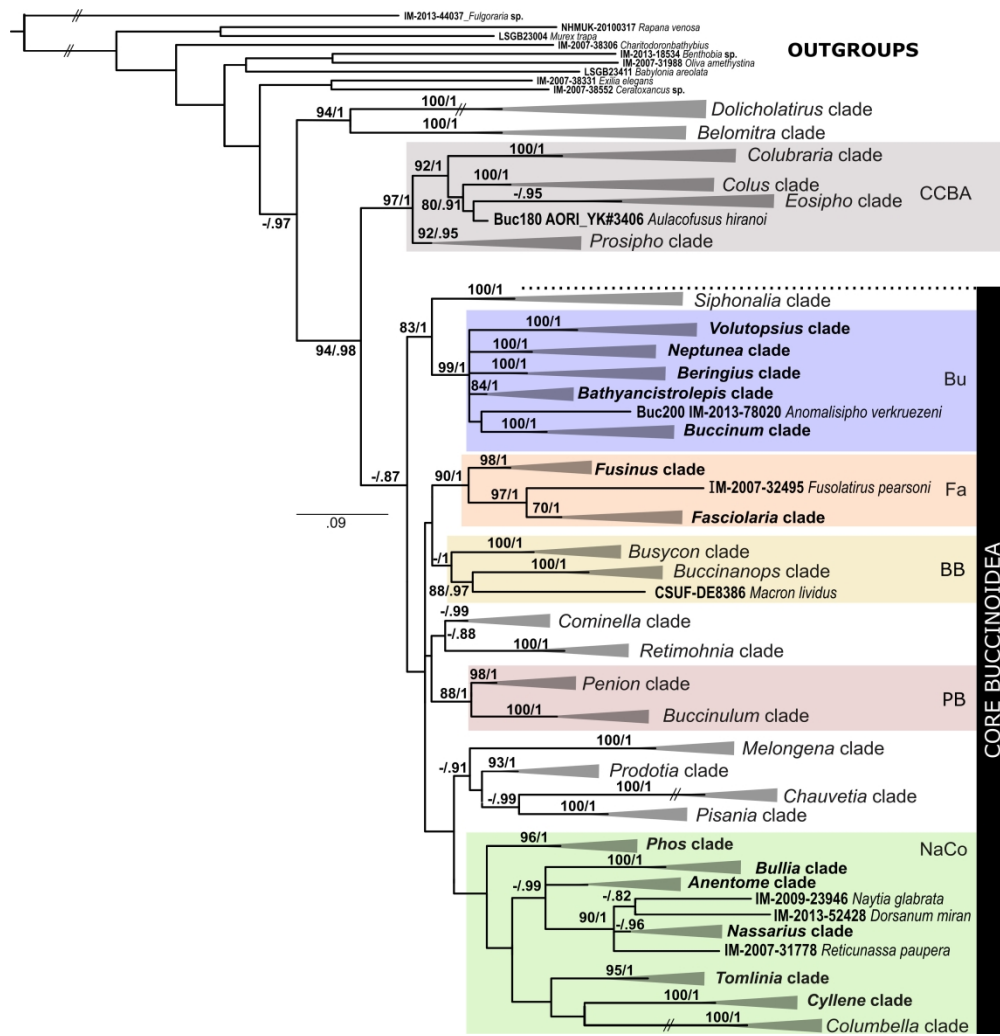 IM-2013-44037_Fulgoraria sp.
NHMUK-20100317 Rapana venosa
LSGB23004 Murex trapa
IM-2007-38306 Charitodoronbathybius
IM-2013-18534 Benthobia sp.
OUTGROUPS
IM-2007-31988 Oliva amethystina
LSGB23411 Babylonia areolata
IM-2007-38331 Exilia elegans
IM-2007-38552 Ceratoxancus sp.
94/1
100/1
Dolicholatirus clade
100/1
Belomitra clade
92/1
100/1
Colubraria clade
100/1
Colus clade
CCBA
97/1
80/.91
-/.95
Eosipho clade
Buc180 AORI_YK#3406 Aulacofusus hiranoi
-/.97
92/.95
Prosipho clade
100/1
Siphonalia clade
83/1
100/1
Volutopsius clade
94/.98
100/1
Neptunea clade
99/1
100/1
Beringius clade
Bu
84/1
Bathyancistrolepis clade
Buc200 IM-2013-78020 Anomalisipho verkruezeni
100/1
Buccinum clade
98/1
Fusinus clade
-/.87
90/1
IM-2007-32495 Fusolatirus pearsoni
Fa
97/1
.09
70/1
Fasciolaria clade
100/1
Busycon clade
-/1
100/1
Buccinanops clade
BB
88/.97
CSUF-DE8386 Macron lividus
-/.99
Cominella clade
-/.88
100/1
Retimohnia clade
98/1
Penion clade
88/1
PB
100/1
Buccinulum clade
CORE BUCCINOIDEA
100/1
Melongena clade
-/.91
93/1
Prodotia clade
-/.99
100/1
Chauvetia clade
100/1
Pisania clade
96/1
Phos clade
NaCo
100/1
Bullia clade
-/.99
Anentome clade
-/.82
IM-2009-23946 Naytia glabrata
IM-2013-52428 Dorsanum miran
90/1
-/.96
Nassarius clade
IM-2007-31778 Reticunassa paupera
95/1
Tomlinia clade
100/1
Cyllene clade
100/1
Columbella clade